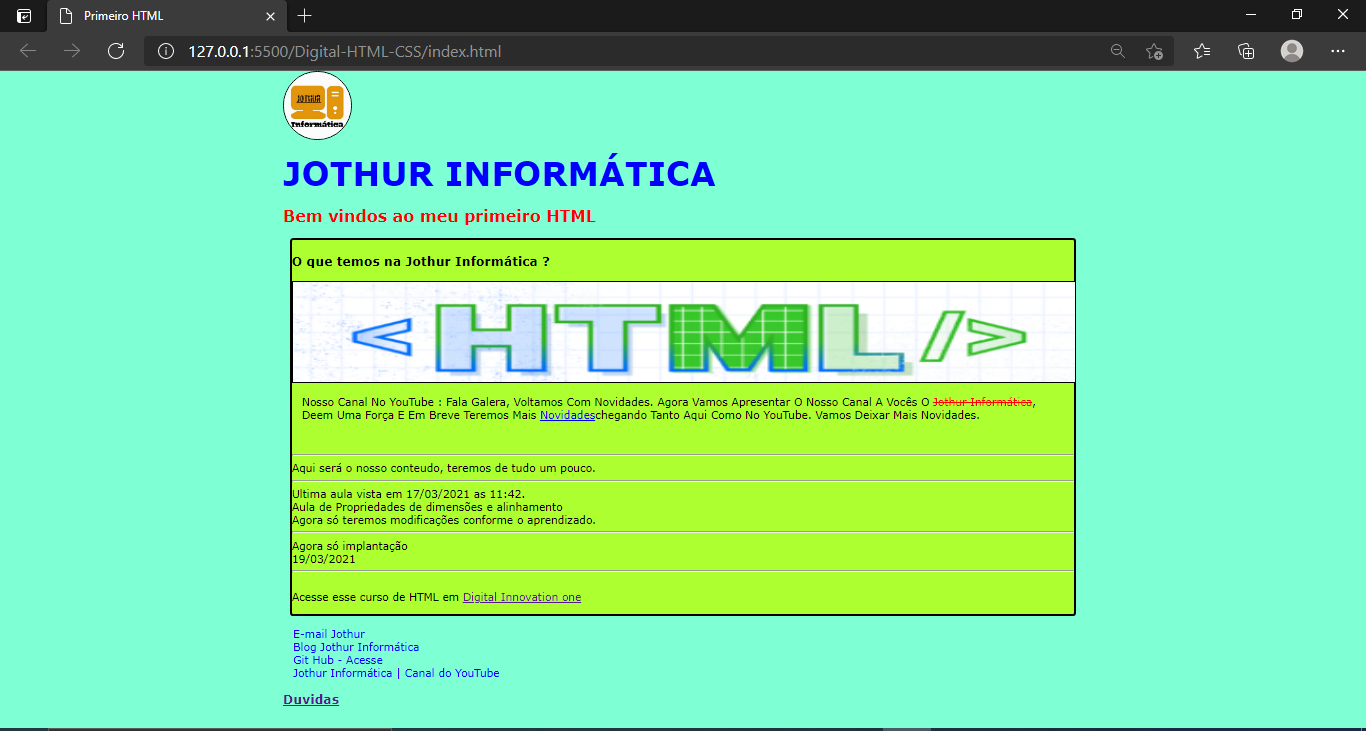 Primeiro HTML
127.0.0.1:5500/Digital-HTML-CSS/index.html
Jothur
Informática
JOTHUR INFORMÁTICA
Bem vindos ao meu primeiro HTML
O que temos na Jothur Informática ?
<HTML/>
Nosso Canal No YouTube : Fala Galera, Voltamos Com Novidades. Agora Vamos Apresentar O Nosso Canal A Vocês O Jothur Informática,
Deem Uma Força E Em Breve Teremos Mais Novidadeschegando Tanto Aqui Como No YouTube. Vamos Deixar Mais Novidades.
Aqui será o nosso conteudo, teremos de tudo um pouco.
Ultima aula vista em 17/03/2021 as 11:42.
Aula de Propriedades de dimensões e alinhamento
Agora só teremos modificações conforme o aprendizado.
Agora só implantação
19/03/2021
Acesse esse curso de HTML em Digital Innovation one
E-mail Jothur
Blog Jothur Informática
Git Hub - Acesse
Jothur Informática | Canal do YouTube
Duvidas